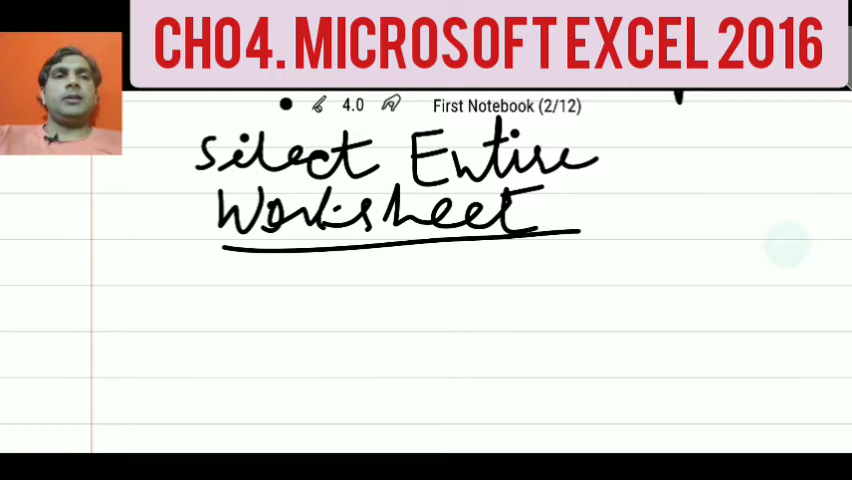 CH04. MICROSOFT EXCEL 2016
4.0 First Notebook (2/12)
Select Entire
Worksheet